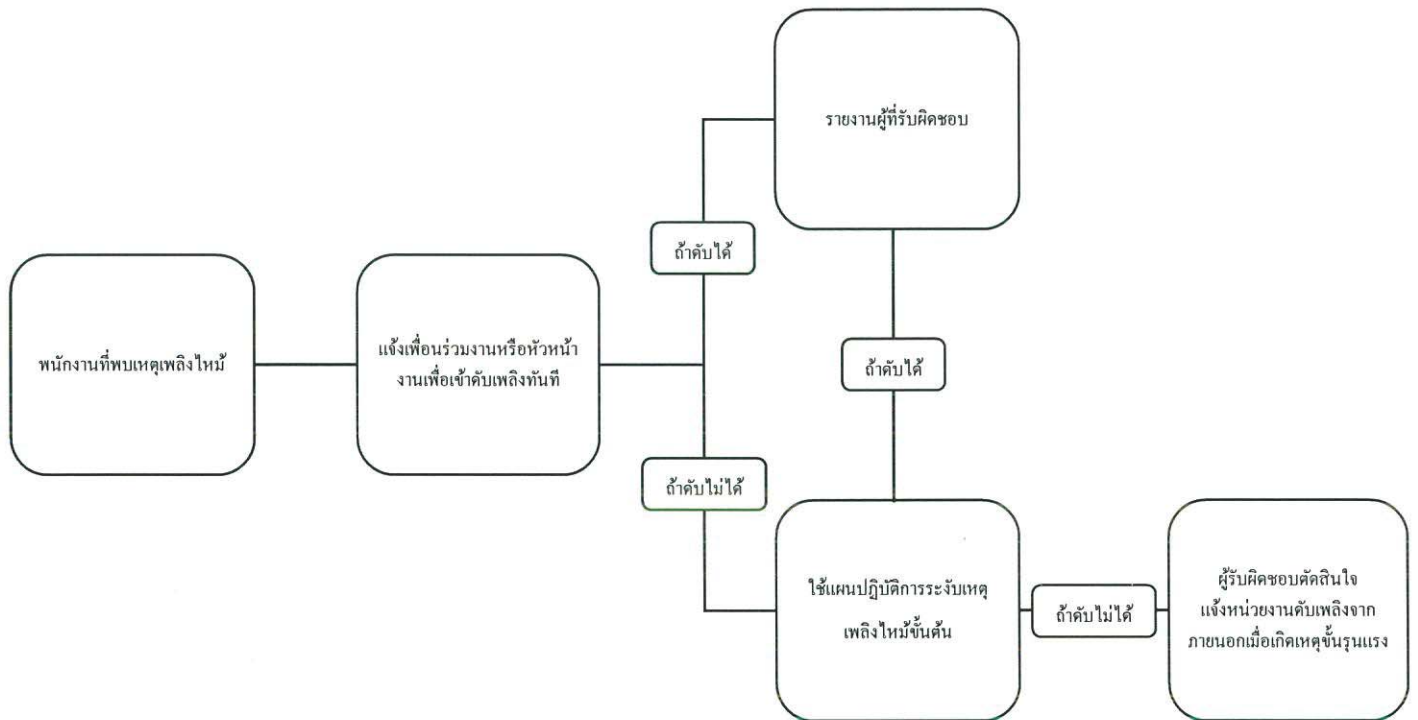 รายงานผู้ที่รับผิดชอบ
ถ้าดับได้
พนักงานที่พบเหตุเพลิงไหม้
แจ้งเพื่อนร่วมงานหรือหัวหน้า
งานเพื่อเข้าดับเพลิงทันที
ถ้าดับได้
ถ้าดับไม่ได้
ใช้แผนปฏิบัติการระงับเหตุ
เพลิงไหม้ขั้นต้น
ถ้าดับไม่ได้
ผู้รับผิดชอบตัดสินใจ
แจ้งหน่วยงานดับเพลิงจาก
ภายนอกเมื่อเกิดเหตุขั้นรุนแรง